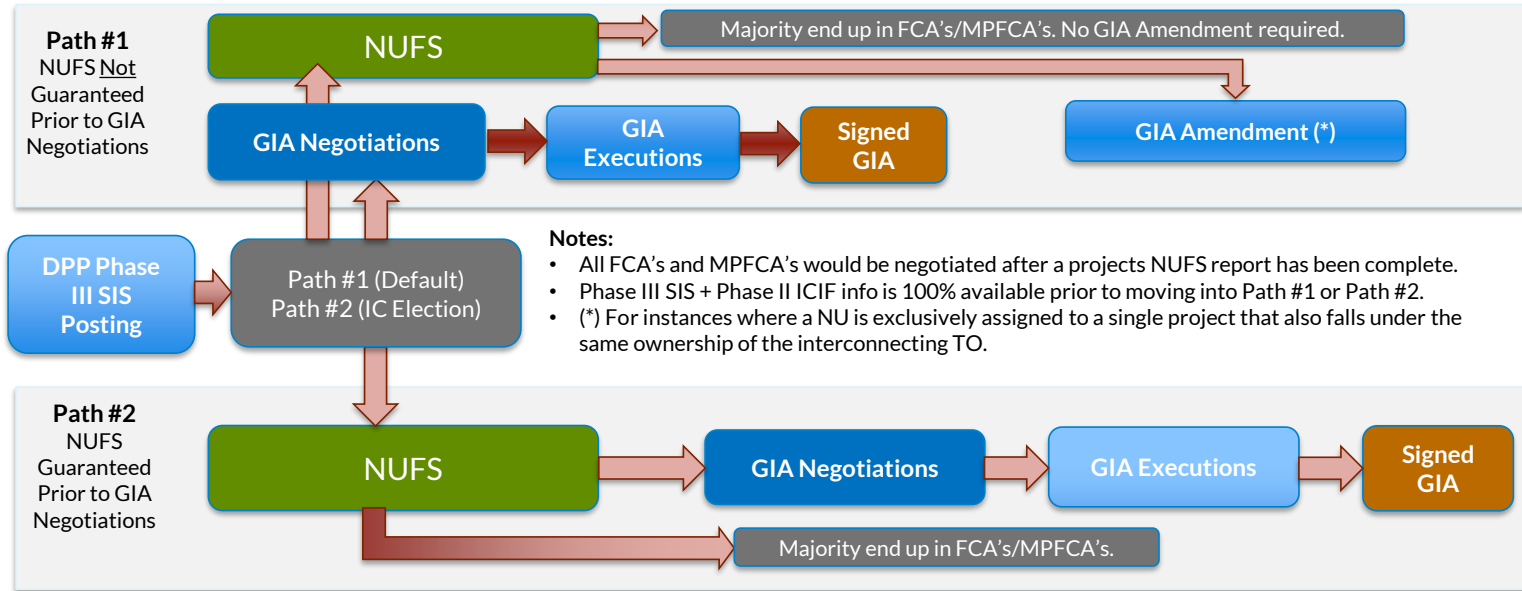 Path #1
NUFS Not
Guaranteed
Prior to GIA
Negotiations
NUFS
Majority end up in FCA's/MPFCA's. No GIA Amendment required.
GIA Negotiations
GIA
Executions
Signed
GIA
GIA Amendment (*)
DPP Phase
III SIS
Posting
Path #1 (Default)
Path #2 (IC Election)
Notes:
• All FCA's and MPFCA's would be negotiated after a projects NUFS report has been complete.
• Phase III SIS + Phase II ICIF info is 100% available prior to moving into Path #1 or Path #2.
• (*) For instances where a NU is exclusively assigned to a single project that also falls under the
same ownership of the interconnecting TO.
Path #2
NUFS
Guaranteed
Prior to GIA
Negotiations
NUFS
GIA Negotiations
GIA Executions
Signed
GIA
Majority end up in FCA's/MPFCA's.